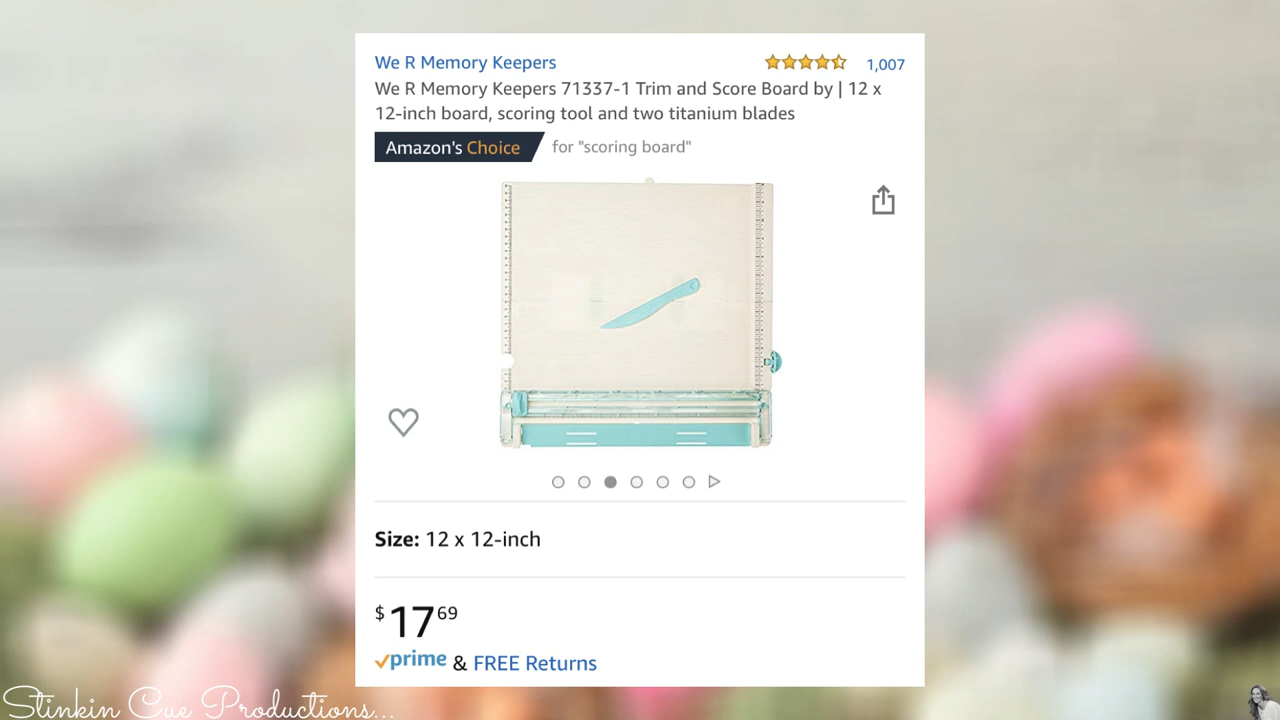 We R Memory Keepers 1,007
We R Memory Keepers 71337-1 Trim and Score Board by | 12 x
12-inch board, scoring tool and two titanium blades
Amazon's Choice for "scoring board"
Size: 12 x 12-inch
$17 69
prime & FREE Returns
Stinkin Cue Productions...